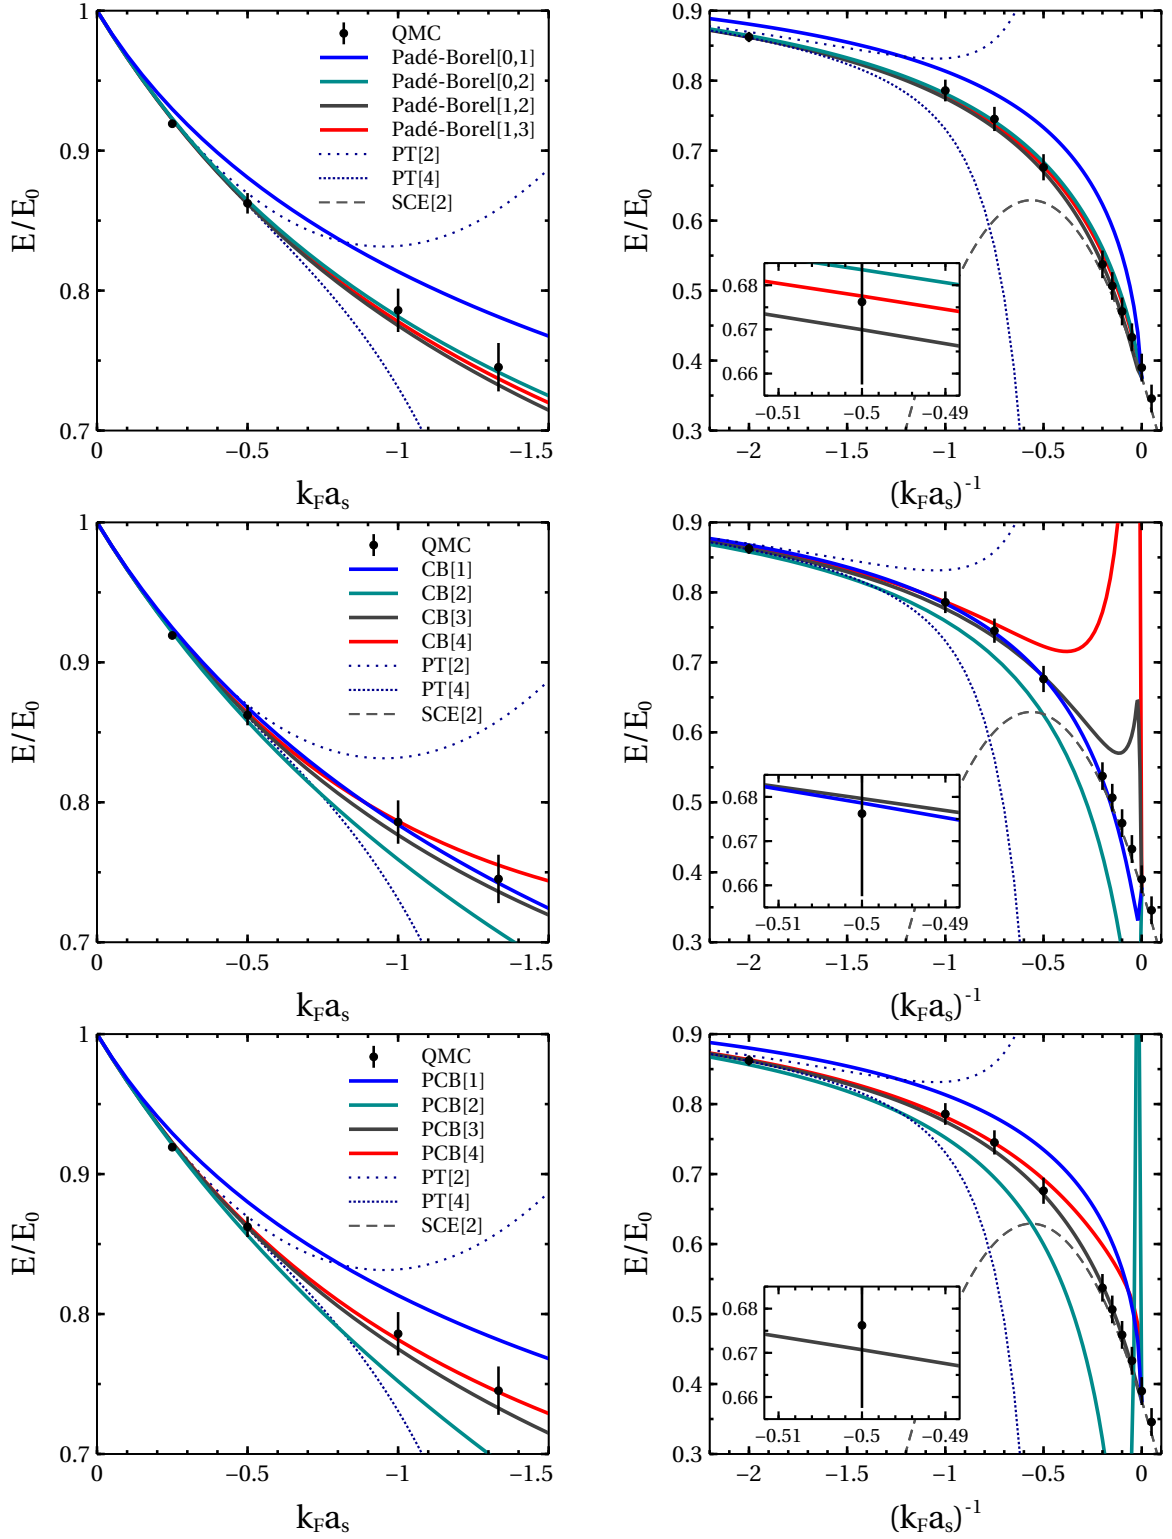 1
0.9
0.8
0.7
0
−0.5
−1
−1.5
E/E0
kFas
QMC
Padé-Borel[0,1]
Padé-Borel[0,2]
Padé-Borel[1,2]
Padé-Borel[1,3]
PT[2]
PT[4]
SCE[2]
0.9
0.8
0.7
0.6
0.5
0.4
0.3
−2
−1.5
−1
−0.5
0
E/E0
(kFas)-1
0.68
0.67
0.66
−0.51
−0.5
−0.49
1
0.9
0.8
0.7
0
−0.5
−1
−1.5
E/E0
kFas
QMC
CB[1]
CB[2]
CB[3]
CB[4]
PT[2]
PT[4]
SCE[2]
0.9
0.8
0.7
0.6
0.5
0.4
0.3
−2
−1.5
−1
−0.5
0
E/E0
(kFas)-1
0.68
0.67
0.66
−0.51
−0.5
−0.49
1
0.9
0.8
0.7
0
−0.5
−1
−1.5
E/E0
kFas
QMC
PCB[1]
PCB[2]
PCB[3]
PCB[4]
PT[2]
PT[4]
SCE[2]
0.9
0.8
0.7
0.6
0.5
0.4
0.3
−2
−1.5
−1
−0.5
0
E/E0
(kFas)-1
0.68
0.67
0.66
−0.51
−0.5
−0.49